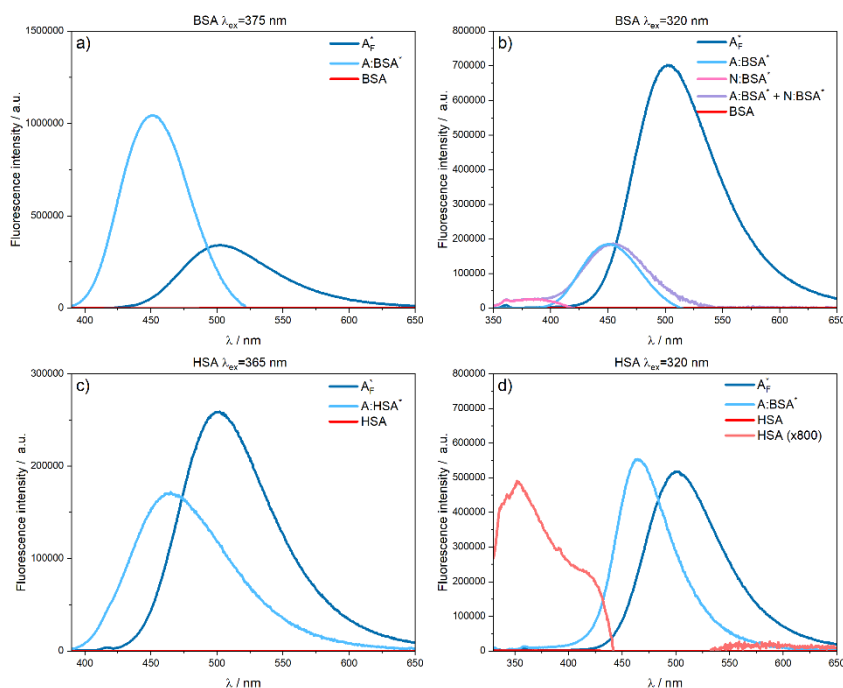 BSA λex=375 nm
a)
A*F
A:BSA*
BSA
Fluorescence intensity / a.u.
1500000
1000000
500000
0
400 450 500 550 600 650
λ / nm
BSA λex=320 nm
b)
A*F
A:BSA*
N:BSA*
A:BSA* + N:BSA*
BSA
Fluorescence intensity / a.u.
800000
700000
600000
500000
400000
300000
200000
100000
0
350 400 450 500 550 600 650
λ / nm
HSA λex=365 nm
c)
A*F
A:HSA*
HSA
Fluorescence intensity / a.u.
300000
200000
100000
0
400 450 500 550 600 650
λ / nm
HSA λex=320 nm
d)
A*F
A:BSA*
HSA
HSA (x800)
Fluorescence intensity / a.u.
800000
700000
600000
500000
400000
300000
200000
100000
0
350 400 450 500 550 600 650
λ / nm